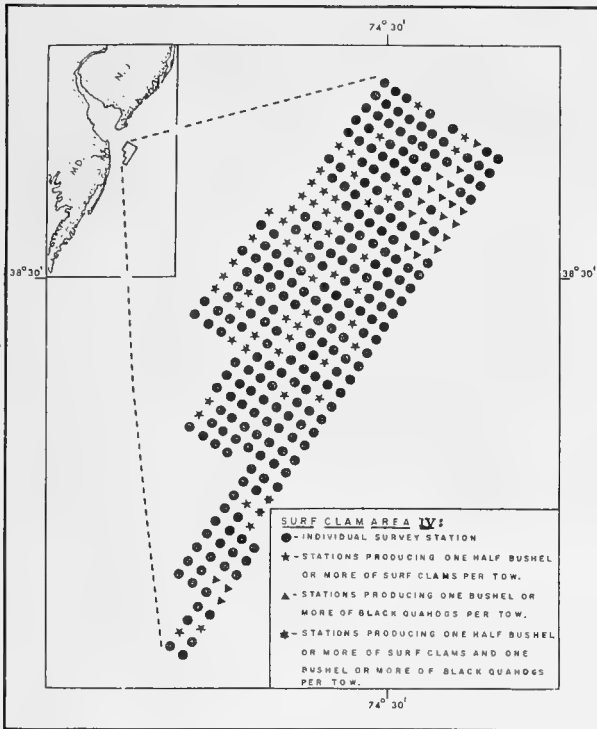 74° 30'
N.J.
MD.
38° 30'
38° 30'
SURF CLAM AREA IV:
- INDIVIDUAL SURVEY STATION
- STATIONS PRODUCING ONE HALF BUSHEL
OR MORE OF SURF CLAMS PER TOW.
- STATIONS PRODUCING ONE BUSHEL OR
MORE OF BLACK QUAHOGS PER TOW.
- STATIONS PRODUCING ONE HALF BUSHEL
OR MORE OF SURF CLAMS AND ONE
BUSHEL OR MORE OF BLACK QUAHOGS
PER TOW.
74° 30'